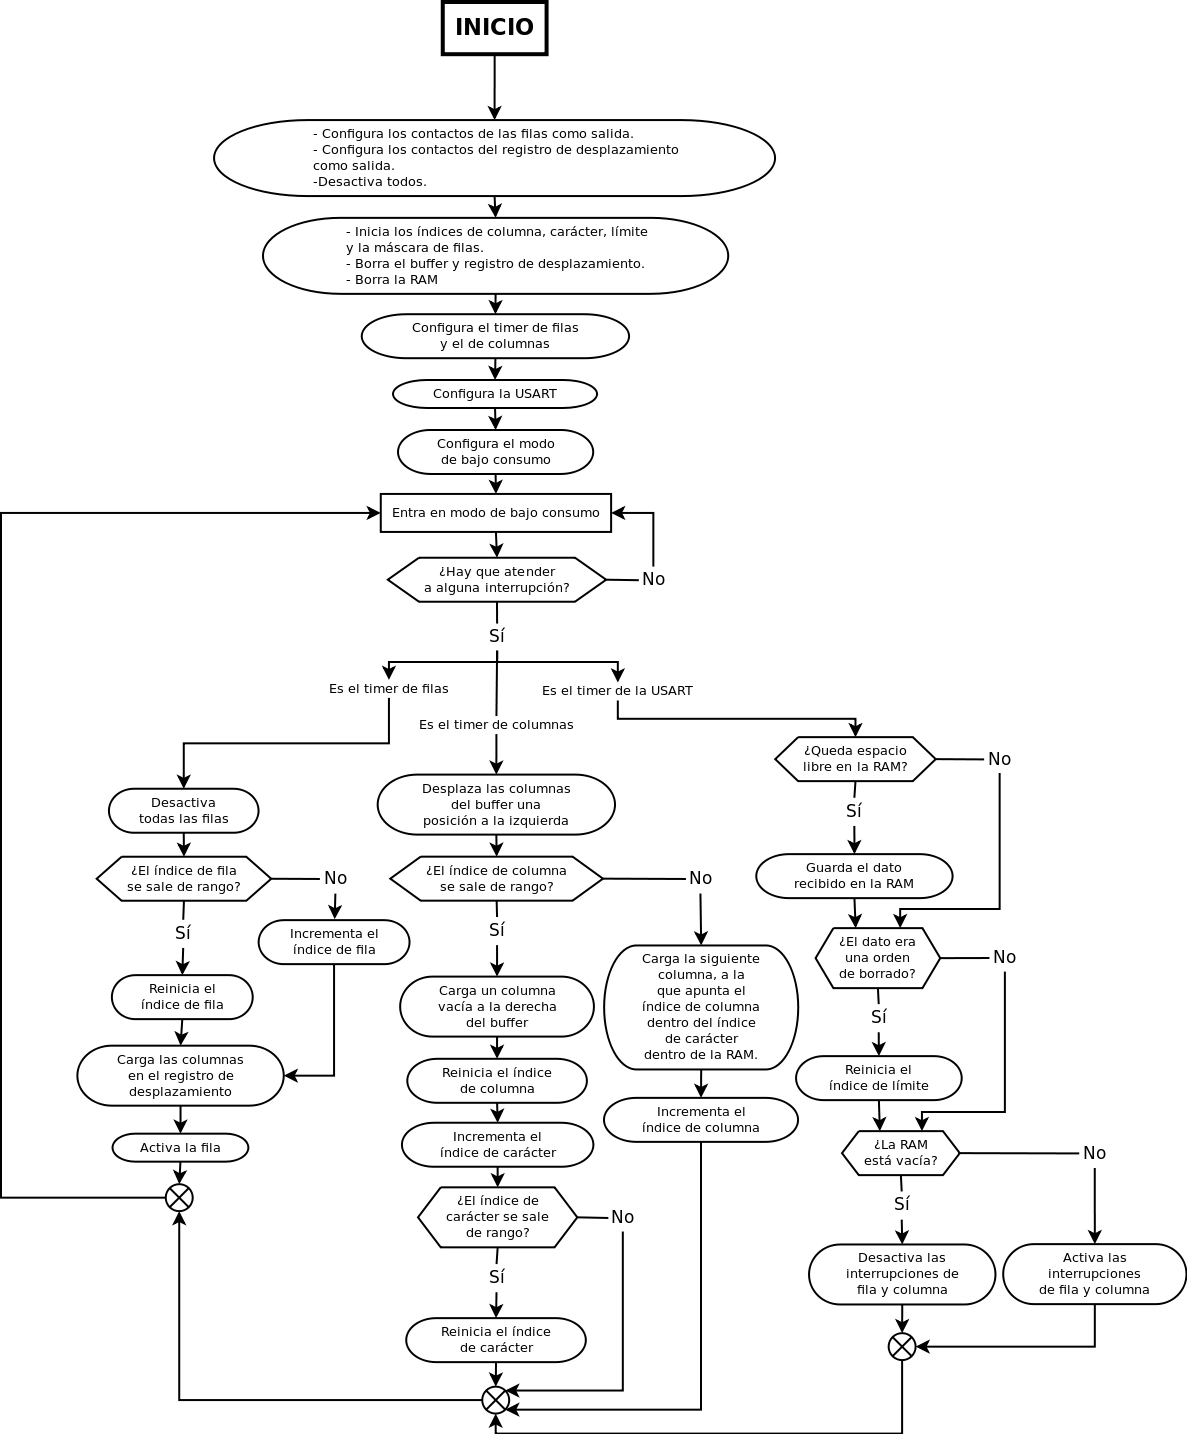 INICIO
- Configura los contactos de las filas como salida.
- Configura los contactos del registro de desplazamiento
como salida.
-Desactiva todos.
- Inicia los índices de columna, carácter, límite
y la máscara de filas.
- Borra el buffer y registro de desplazamiento.
- Borra la RAM
Configura el timer de filas
y el de columnas
Configura la USART
Configura el modo
de bajo consumo
Entra en modo de bajo consumo
¿Hay que atender
a alguna interrupción?
No
Sí
Es el timer de filas
Es el timer de columnas
Es el timer de la USART
Desactiva
todas las filas
¿El índice de fila
se sale de rango?
No
Sí
Incrementa el
índice de fila
Reinicia el
índice de fila
Carga las columnas
en el registro de
desplazamiento
Activa la fila
Desplaza las columnas
del buffer una
posición a la izquierda
¿El índice de columna
se sale de rango?
No
Sí
Carga un columna
vacía a la derecha
del buffer
Reinicia el índice
de columna
Incrementa el
índice de carácter
¿El índice de
carácter se sale
de rango?
No
Sí
Reinicia el índice
de carácter
Carga la siguiente
columna, a la
que apunta el
índice de columna
dentro del índice
de carácter
dentro de la RAM.
Incrementa el
índice de columna
¿Queda espacio
libre en la RAM?
No
Sí
Guarda el dato
recibido en la RAM
¿El dato era
una orden
de borrado?
No
Sí
Reinicia el
índice de límite
¿La RAM
está vacía?
No
Sí
Desactiva las
interrupciones de
fila y columna
Activa las
interrupciones
de fila y columna